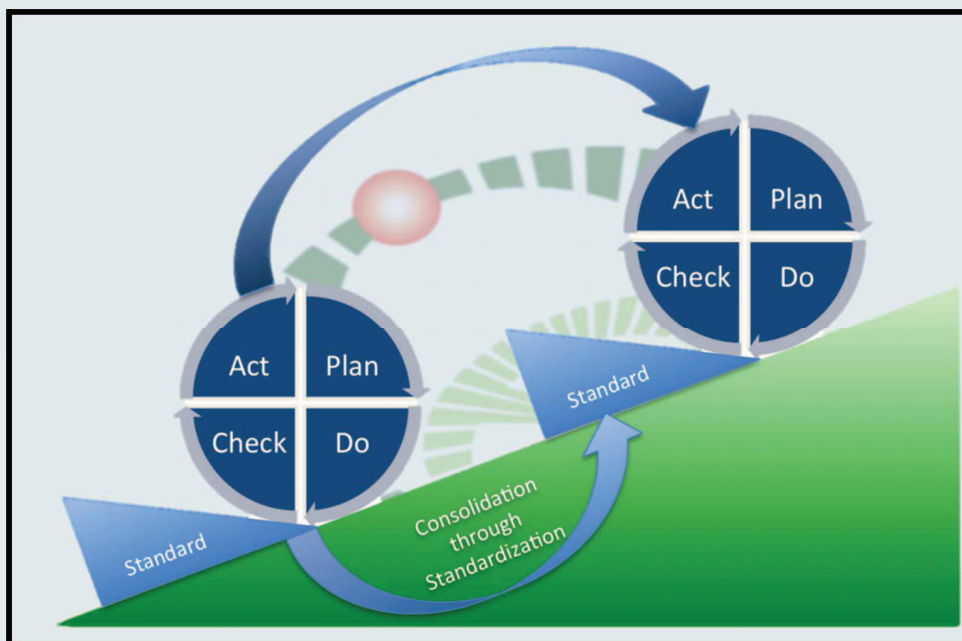 Act
Plan
Check
Do
Standard
Act
Plan
Check
Do
Standard
Consolidation
through
Standardization